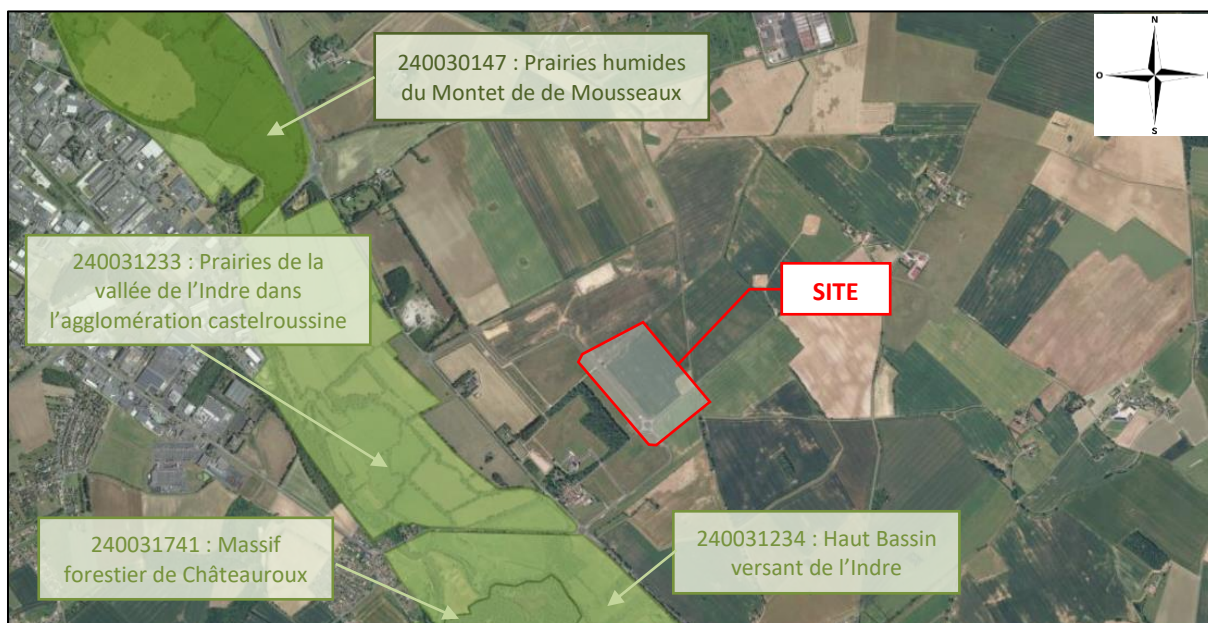 240030147 : Prairies humides
du Montet de de Mousseaux
N
O
S
240031233 : Prairies de la
vallée de l'Indre dans
l'agglomération castelroussine
SITE
240031741 : Massif
forestier de Châteauroux
240031234 : Haut Bassin
versant de l'Indre